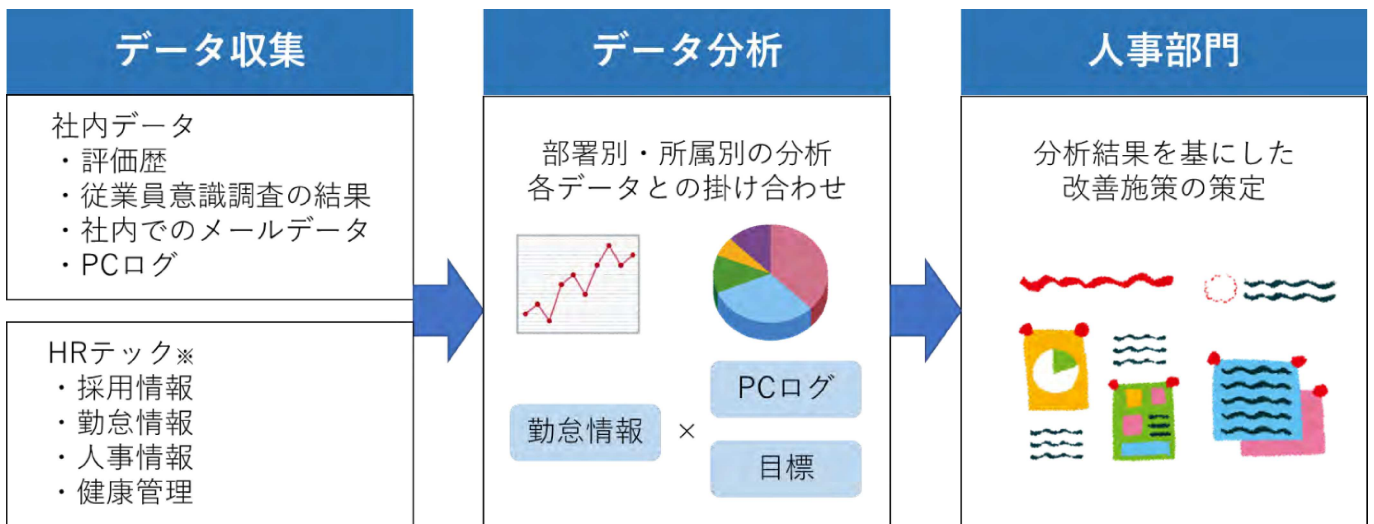 データ収集
社内データ
・評価歴
・従業員意識調査の結果
・社内でのメールデータ
・PCログ
HRテック※
・採用情報
・勤怠情報
・人事情報
・健康管理
データ分析
部署別・所属別の分析
各データとの掛け合わせ
勤怠情報
×
PCログ
目標
人事部門
分析結果を基にした
改善施策の策定